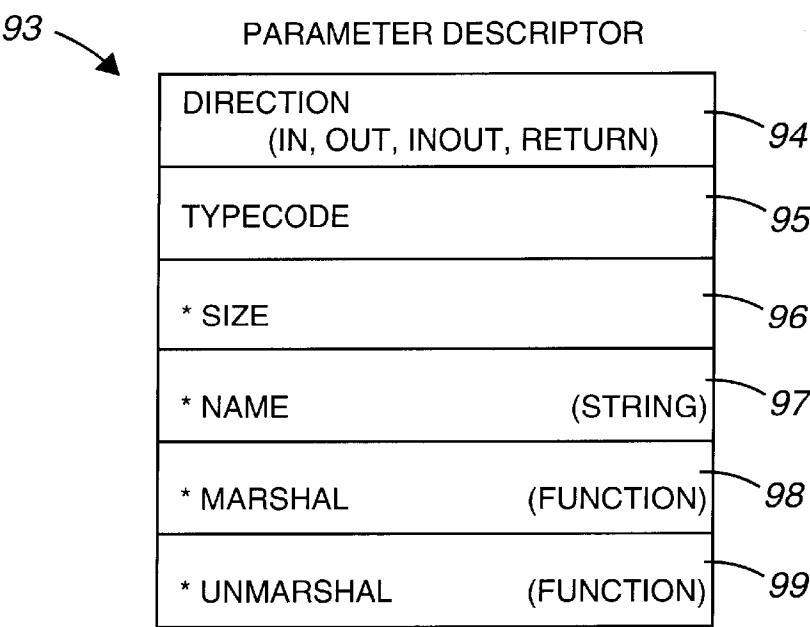 93
PARAMETER DESCRIPTOR
DIRECTION
(IN, OUT, INOUT, RETURN)
94
TYPECODE
95
* SIZE
96
* NAME (STRING)
97
* MARSHAL (FUNCTION)
98
* UNMARSHAL (FUNCTION)
99